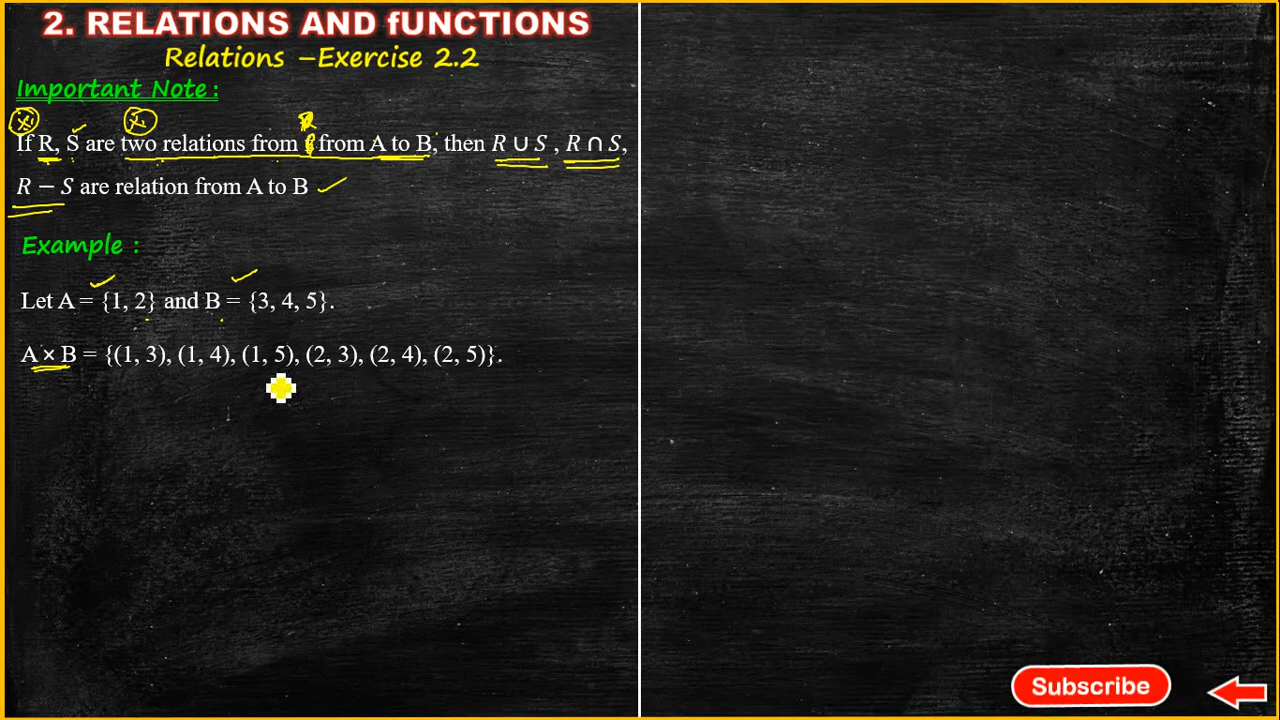 2. RELATIONS AND fUNCTIONS
Relations –Exercise 2.2
Important Note :
If R, S are two relations from from A to B, then R ∪ S , R ∩ S,
R − S are relation from A to B
Example :
Let A = {1, 2} and B = {3, 4, 5}.
A × B = {(1, 3), (1, 4), (1, 5), (2, 3), (2, 4), (2, 5)}.
Subscribe